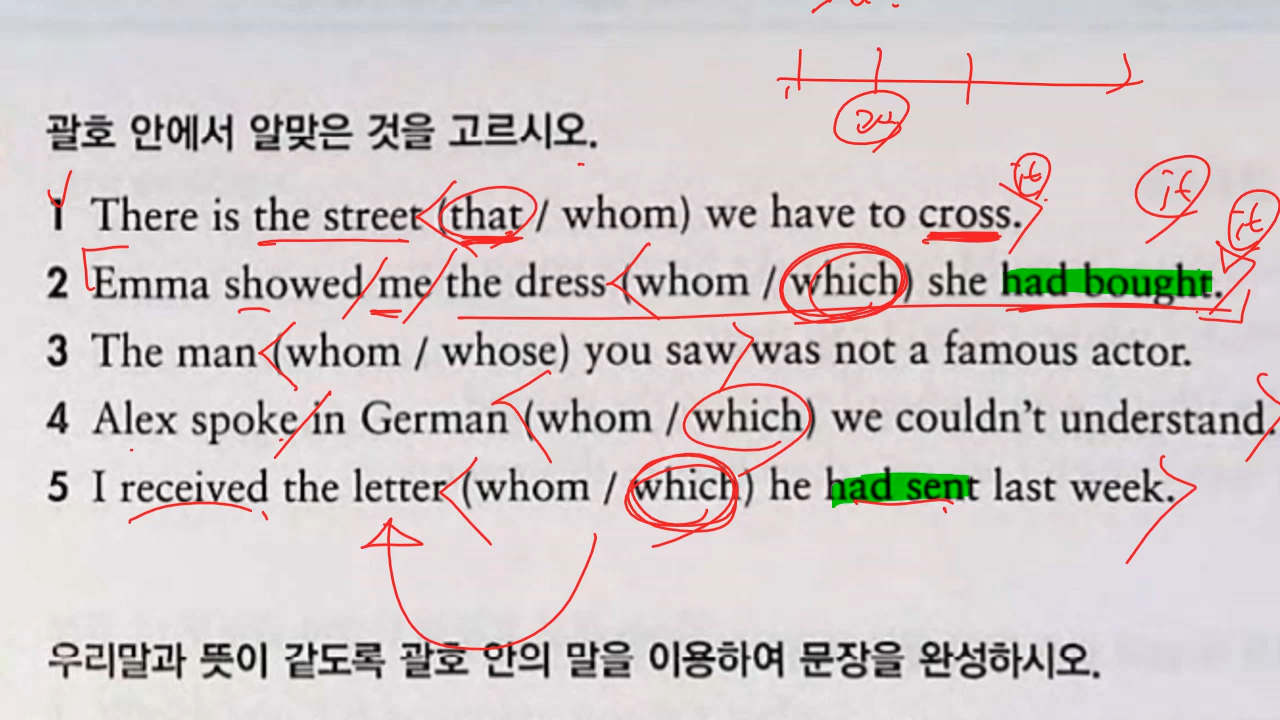 괄호 안에서 알맞은 것을 고르시오.
it it it
1 There is the street (that / whom) we have to cross.
2 Emma showed me the dress (whom / which) she had bought.
3 The man (whom / whose) you saw was not a famous actor.
4 Alex spoke in German (whom / which) we couldn't understand.
5 I received the letter (whom / which) he had sent last week.
우리말과 뜻이 같도록 괄호 안의 말을 이용하여 문장을 완성하시오.